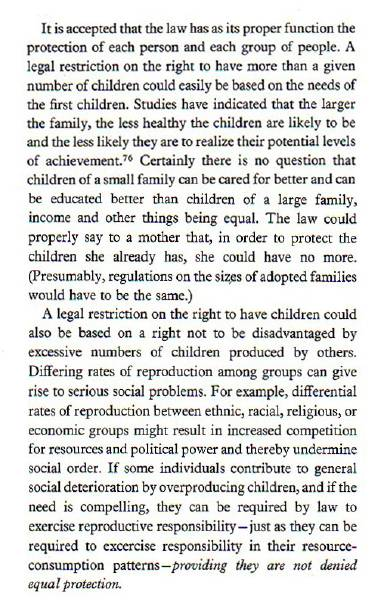 It is accepted that the law has as its proper function the
protection of each person and each group of people. A
legal restriction on the right to have more than a given
number of children could easily be based on the needs of
the first children. Studies have indicated that the larger
the family, the less healthy the children are likely to be
and the less likely they are to realize their potential levels
of achievement.76 Certainly there is no question that
children of a small family can be cared for better and can
be educated better than children of a large family,
income and other things being equal. The law could
properly say to a mother that, in order to protect the
children she already has, she could have no more.
(Presumably, regulations on the sizes of adopted families
would have to be the same.)
A legal restriction on the right to have children could
also be based on a right not to be disadvantaged by
excessive numbers of children produced by others.
Differing rates of reproduction among groups can give
rise to serious social problems. For example, differential
rates of reproduction between ethnic, racial, religious, or
economic groups might result in increased competition
for resources and political power and thereby undermine
social order. If some individuals contribute to general
social deterioration by overproducing children, and if the
need is compelling, they can be required by law to
exercise reproductive responsibility—just as they can be
required to excercise responsibility in their resource-
consumption patterns—providing they are not denied
equal protection.